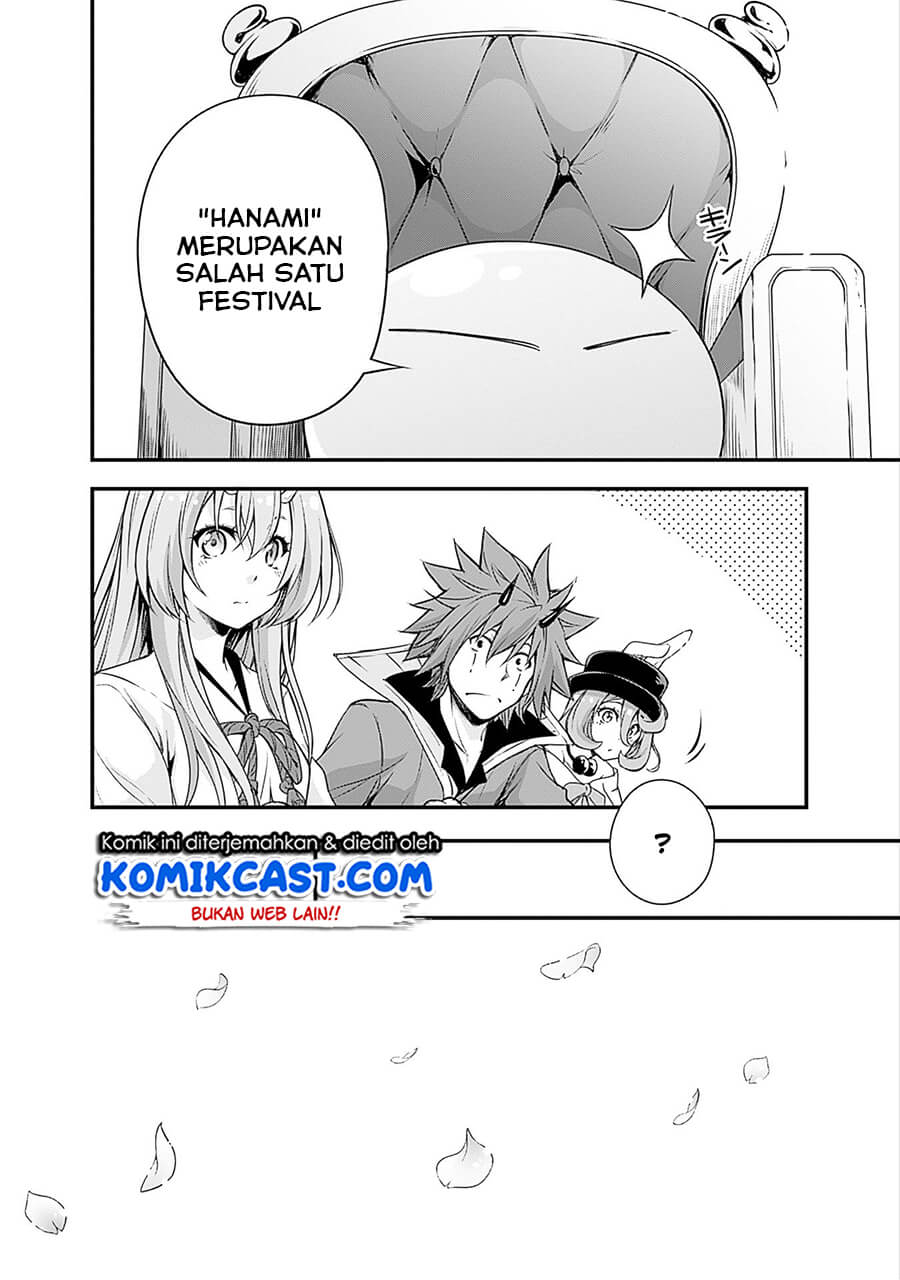 "HANAMI"
MERUPAKAN
SALAH SATU
FESTIVAL
キラーン
?
Komik ini diterjemahkan & diedit oleh
KOMIKCAST.COM
BUKAN WEB LAIN!!